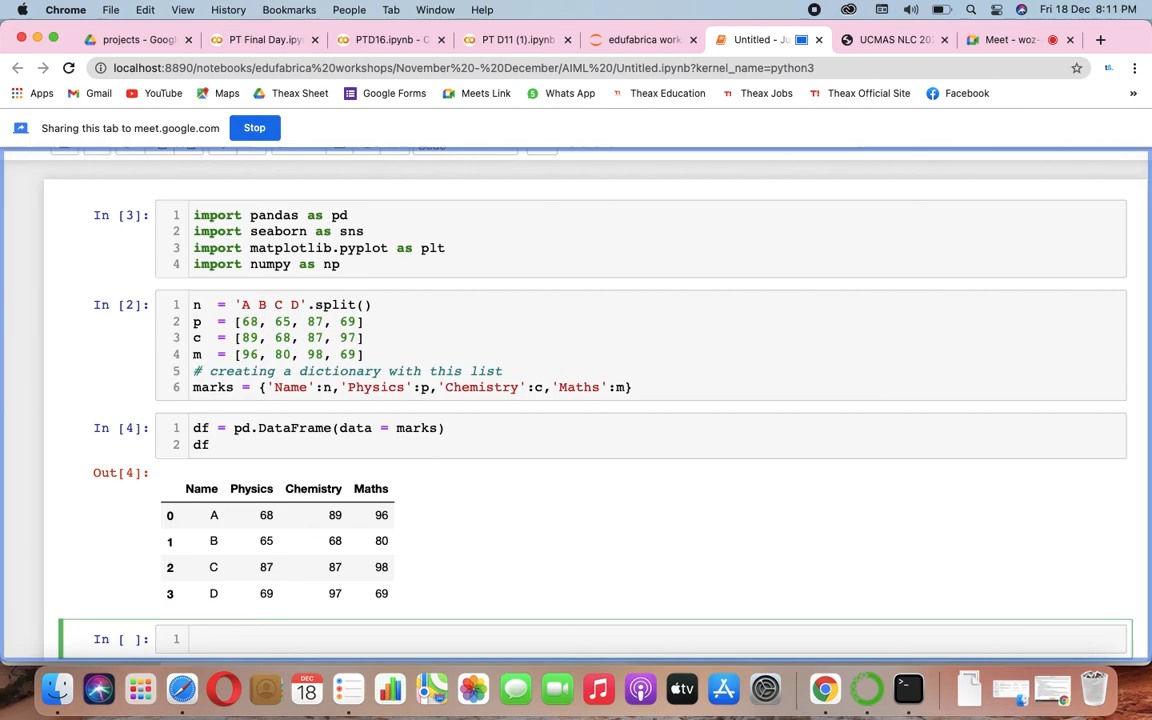 Chrome File Edit View History Bookmarks People Tab Window Help Fri 18 Dec 8:11 PM
projects - Google PT Final Day.ipyn PTD16.ipynb - C PT D11 (1).ipynb edufabrica work Untitled - Ju UCMAS NLC 20 Meet - woz-
localhost:8890/notebooks/edufabrica%20workshops/November%20-%20December/AIML%20/Untitled.ipynb?kernel_name=python3
Apps Gmail YouTube Maps Theax Sheet Google Forms Meets Link Whats App Theax Education Theax Jobs Theax Official Site Facebook »
Sharing this tab to meet.google.com Stop
In [3]: 1 import pandas as pd
2 import seaborn as sns
3 import matplotlib.pyplot as plt
4 import numpy as np
In [2]: 1 n = 'A B C D'.split()
2 p = [68, 65, 87, 69]
3 c = [89, 68, 87, 97]
4 m = [96, 80, 98, 69]
5 # creating a dictionary with this list
6 marks = {'Name':n,'Physics':p,'Chemistry':c,'Maths':m}
In [4]: 1 df = pd.DataFrame(data = marks)
2 df
Out[4]:
Name Physics Chemistry Maths
0 A 68 89 96
1 B 65 68 80
2 C 87 87 98
3 D 69 97 69
In [ ]: 1
DEC
18
tv